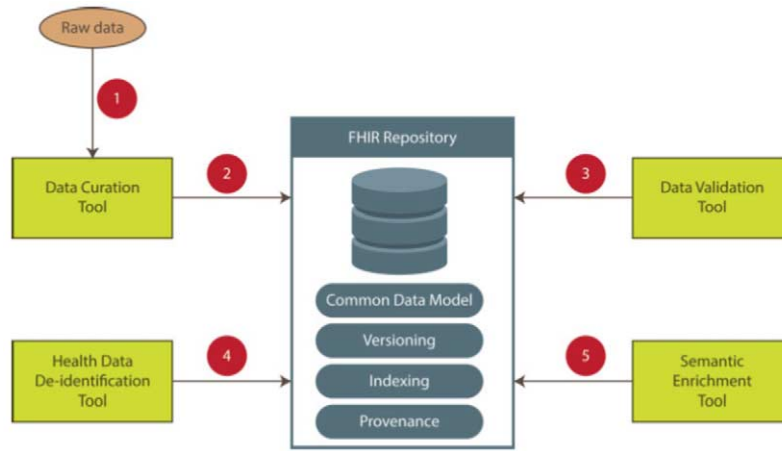 Raw data
1
FHIR Repository
Data Curation
Tool
2
3
Data Validation
Tool
Common Data Model
Versioning
Health Data
De-identification
Tool
4
Indexing
5
Semantic
Enrichment
Tool
Provenance